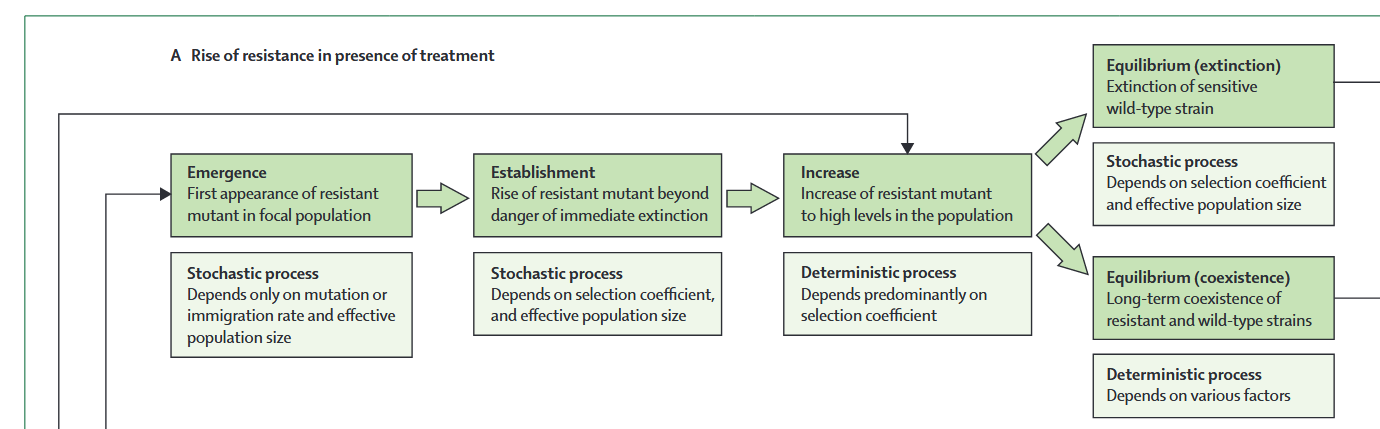 A Rise of resistance in presence of treatment
Emergence
First appearance of resistant
mutant in focal population
Stochastic process
Depends only on mutation or
immigration rate and effective
population size
Establishment
Rise of resistant mutant beyond
danger of immediate extinction
Stochastic process
Depends on selection coefficient,
and effective population size
Increase
Increase of resistant mutant
to high levels in the population
Deterministic process
Depends predominantly on
selection coefficient
Equilibrium (extinction)
Extinction of sensitive
wild-type strain
Stochastic process
Depends on selection coefficient
and effective population size
Equilibrium (coexistence)
Long-term coexistence of
resistant and wild-type strains
Deterministic process
Depends on various factors